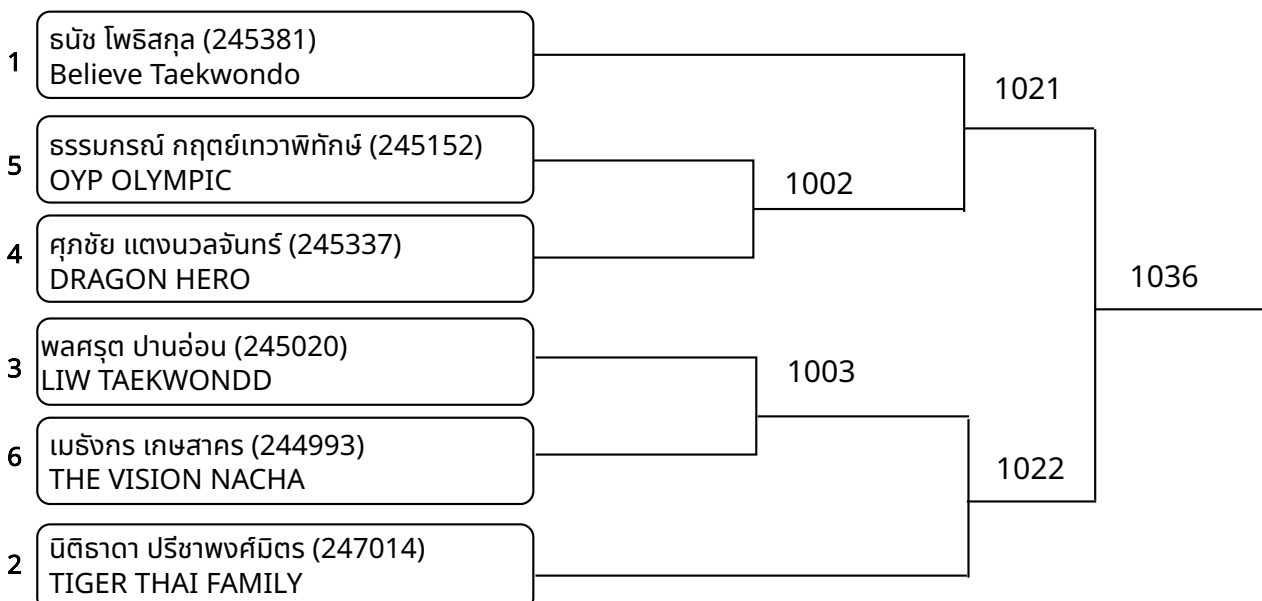 1
ธนัช โพธิสกุล (245381)
Believe Taekwondo
1021
5
ธรรมกรณ์ กฤตย์เทวาพิทักษ์ (245152)
OYP OLYMPIC
1002
4
ศุภชัย แตงนวลจันทร์ (245337)
DRAGON HERO
1036
3
พลศรุต ปานอ่อน (245020)
LIW TAEKWONDD
1003
6
เมธังกร เกษสาคร (244993)
THE VISION NACHA
1022
2
นิติธาดา ปรีชาพงศ์มิตร (247014)
TIGER THAI FAMILY